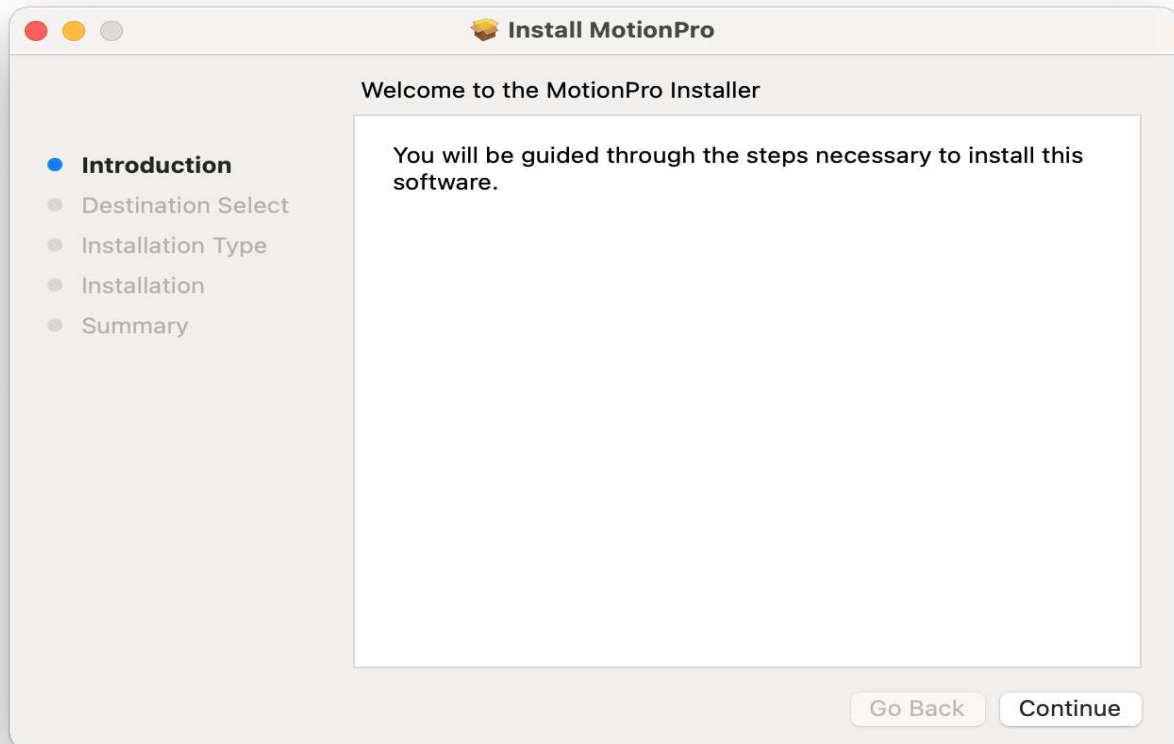 Install MotionPro
Welcome to the MotionPro Installer
Introduction
Destination Select
Installation Type
Installation
Summary
You will be guided through the steps necessary to install this
software.
Go Back
Continue